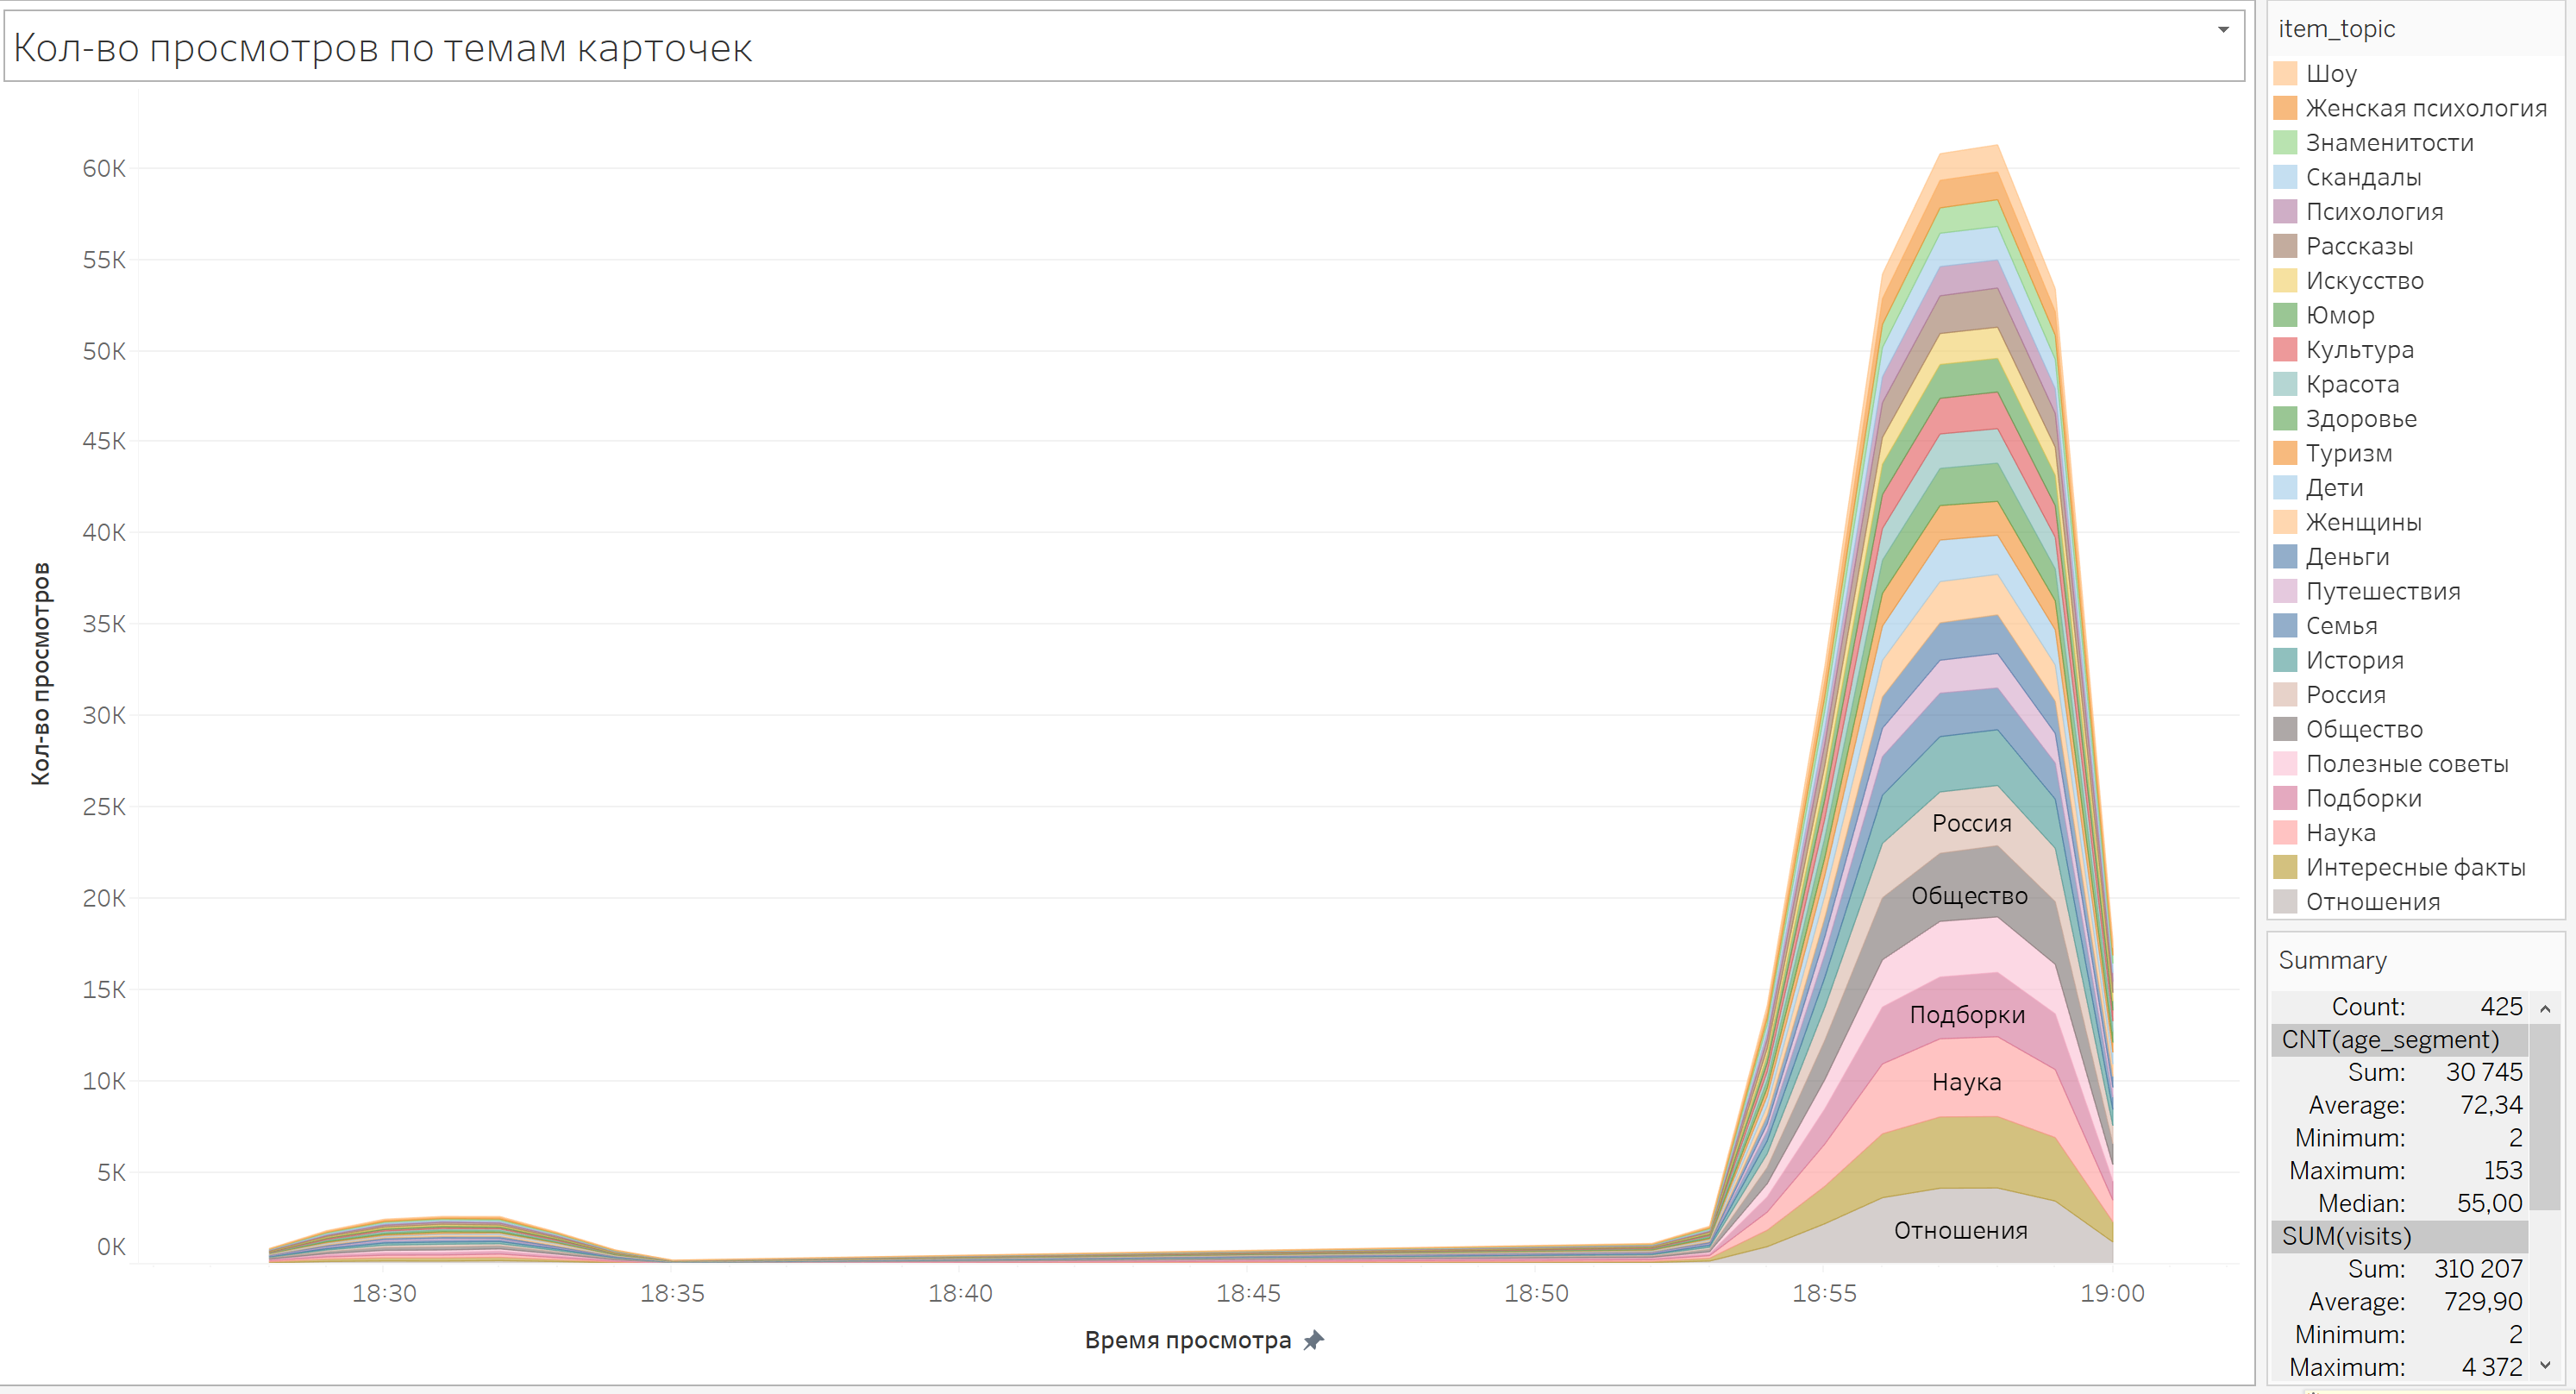 Кол-во просмотров по темам карточек
60K
55K
50K
45K
40K
35K
30K
25K
20K
15K
10K
5K
0K
Кол-во просмотров
Россия
Общество
Подборки
Наука
Отношения
18:30
18:35
18:40
18:45
18:50
18:55
19:00
Время просмотра
item_topic
Шоу
Женская психология
Знаменитости
Скандалы
Психология
Рассказы
Искусство
Юмор
Культура
Красота
Здоровье
Туризм
Дети
Женщины
Деньги
Путешествия
Семья
История
Россия
Общество
Полезные советы
Подборки
Наука
Интересные факты
Отношения
Summary
Count: 425
CNT(age_segment)
Sum: 30 745
Average: 72,34
Minimum: 2
Maximum: 153
Median: 55,00
SUM(visits)
Sum: 310 207
Average: 729,90
Minimum: 2
Maximum: 4 372